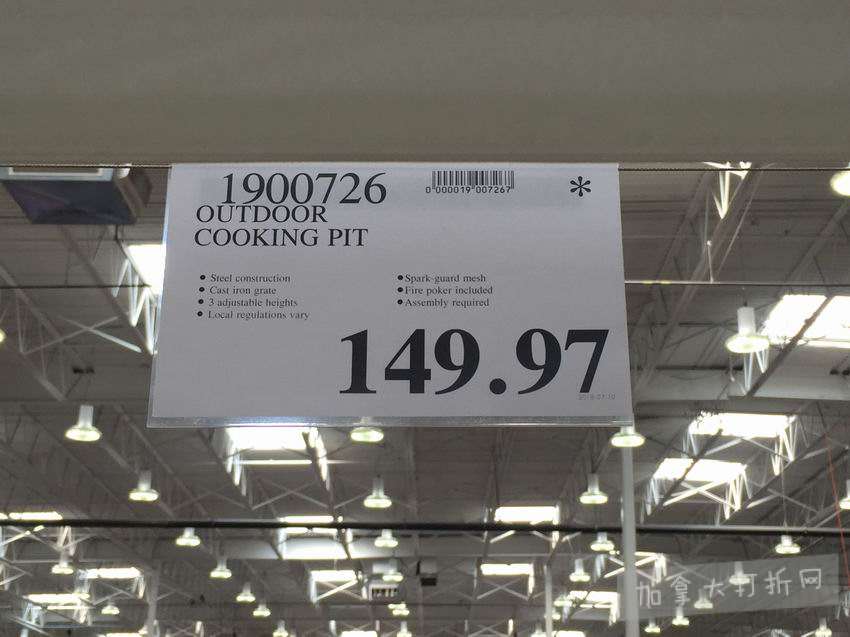 1900726
0 000019 007267
*
OUTDOOR
COOKING PIT
• Steel construction
• Cast iron grate
• 3 adjustable heights
• Local regulations vary
• Spark-guard mesh
• Fire poker included
• Assembly required
149.97
加拿大打折网